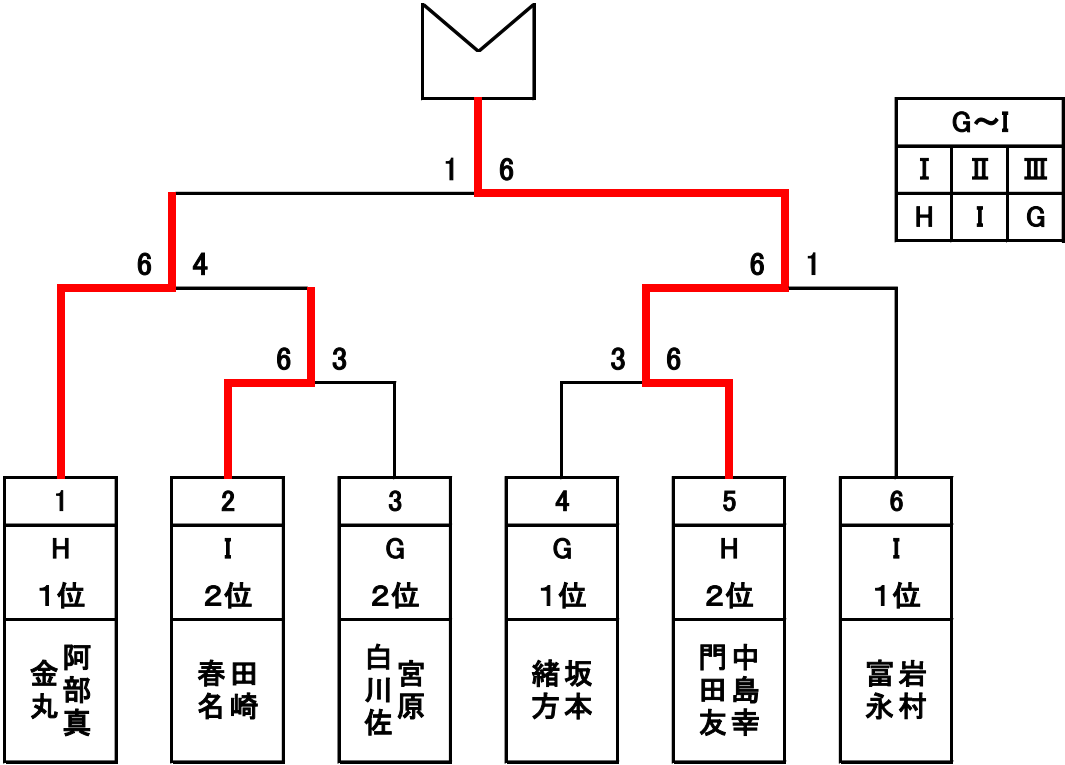 G～I
I II III
H I G
1 6
6 4
6 1
6 3
3 6
1 2 3 4 5 6
H I G G H I
1位 2位 2位 1位 2位 1位
阿部真
金丸
田崎
春名
宮原
白川佐
坂本
緒方
中島幸
門田友
岩村
富永